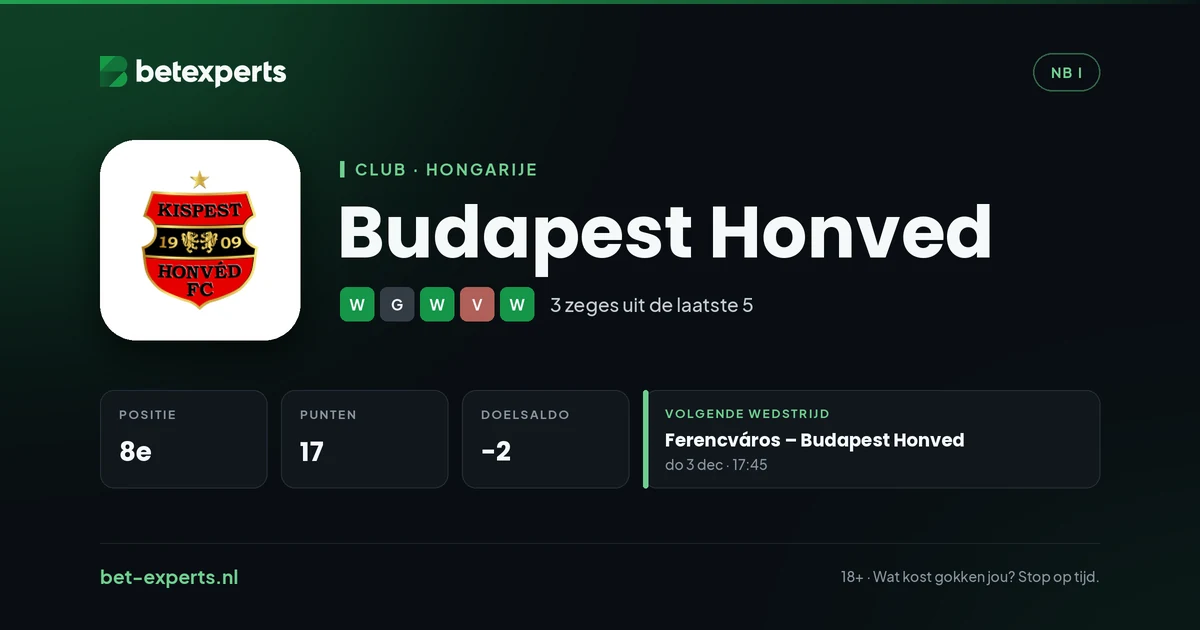 betexperts
NB I
KISPEST
19 09
HONVÉD
FC
CLUB · HONGARIJE
Budapest Honved
W G W V W 3 zeges uit de laatste 5
POSITIE
8e
PUNTEN
17
DOELSALDO
-2
VOLGENDE WEDSTRIJD
Ferencváros – Budapest Honved
do 3 dec · 17:45
bet-experts.nl
18+ · Wat kost gokken jou? Stop op tijd.